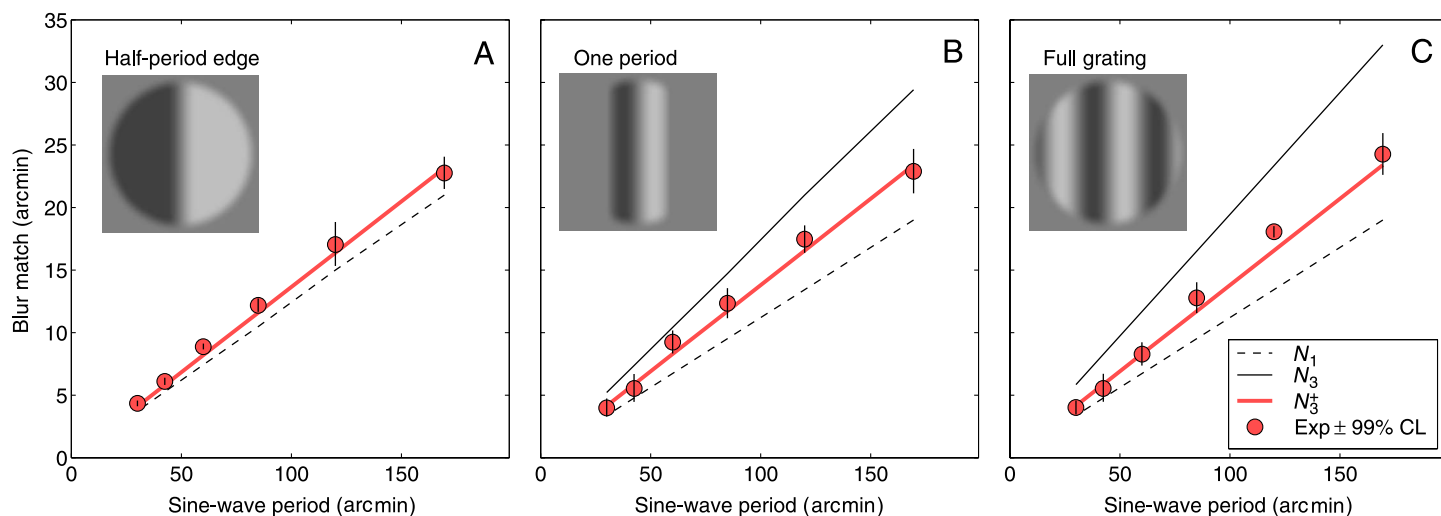 Blur match (arcmin)
35
30
25
20
15
10
5
0
Half-period edge
A
50
100
150
Sine-wave period (arcmin)
One period
B
0
50
100
150
Sine-wave period (arcmin)
Full grating
C
N₁
N₃
N₃⁺
Exp ± 99% CL
0
50
100
150
Sine-wave period (arcmin)